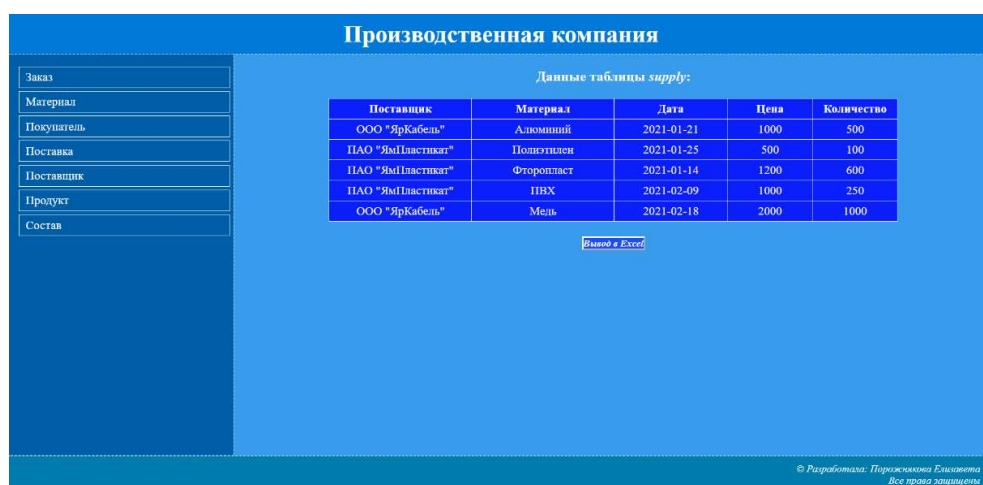 Производственная компания
Заказ
Материал
Покупатель
Поставка
Поставщик
Продукт
Состав
Данные таблицы supply:
Поставщик Материал Дата Цена Количество
ООО "ЯрКабель" Алюминий 2021-01-21 1000 500
ПАО "ЯмПластикат" Полиэтилен 2021-01-25 500 100
ПАО "ЯмПластикат" Фторопласт 2021-01-14 1200 600
ПАО "ЯмПластикат" ПВХ 2021-02-09 1000 250
ООО "ЯрКабель" Медь 2021-02-18 2000 1000
Вывод в Excel
© Разработала: Порожнякова Елизавета
Все права защищены